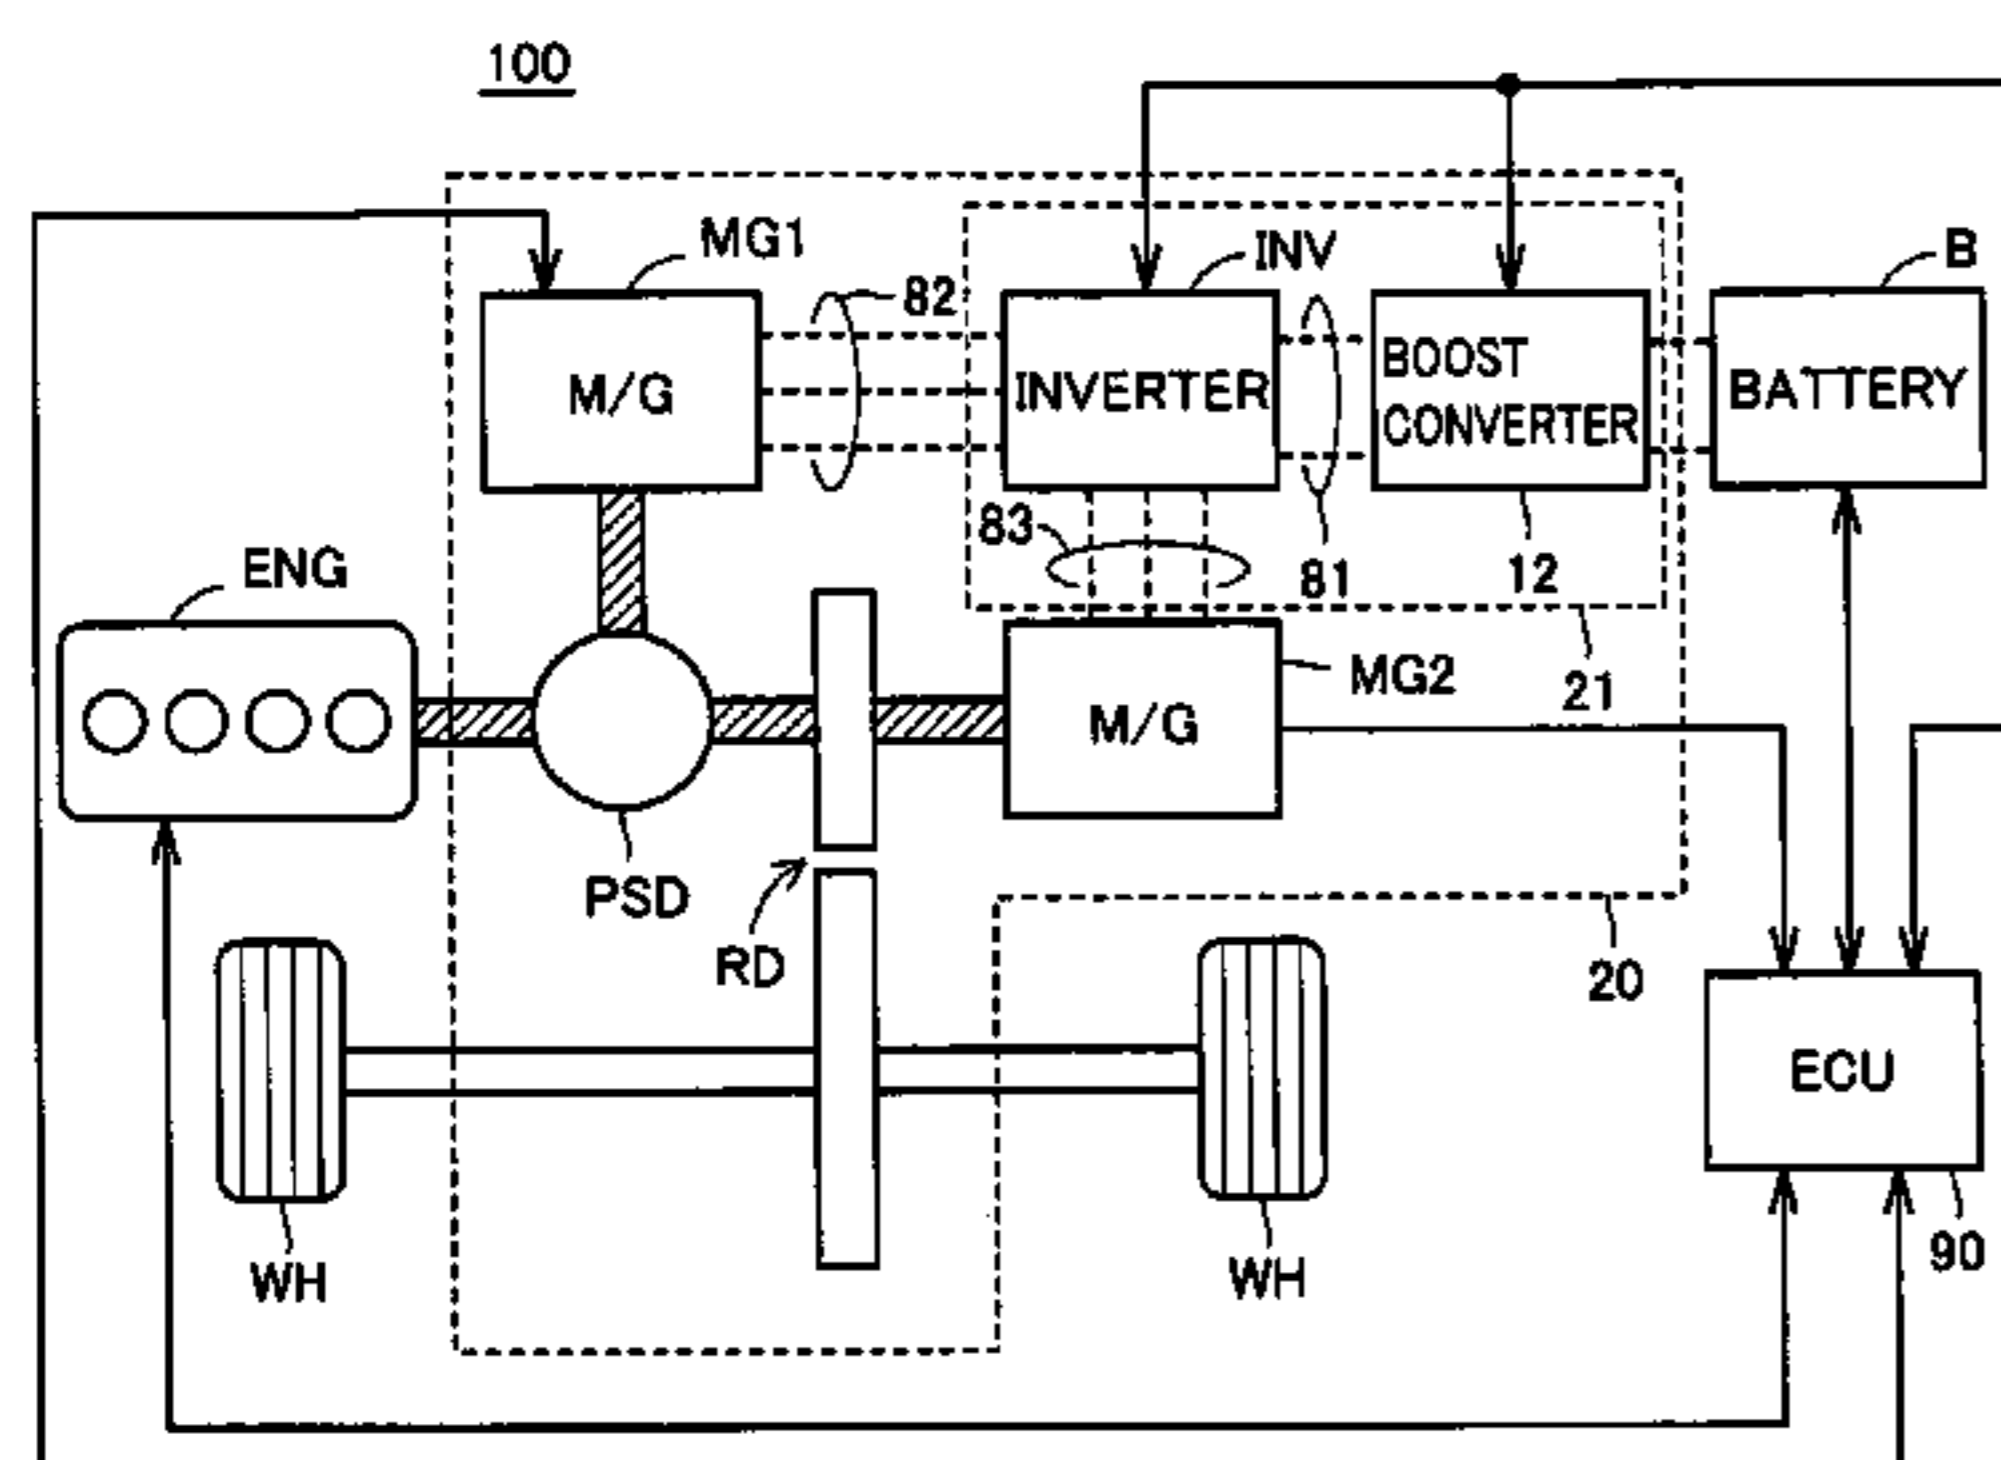 100
MG1
INV
B
82
M/G
INVERTER
BOOST
CONVERTER
BATTERY
83
81
12
ENG
MG2
21
M/G
PSD
RD
20
ECU
WH
WH
90